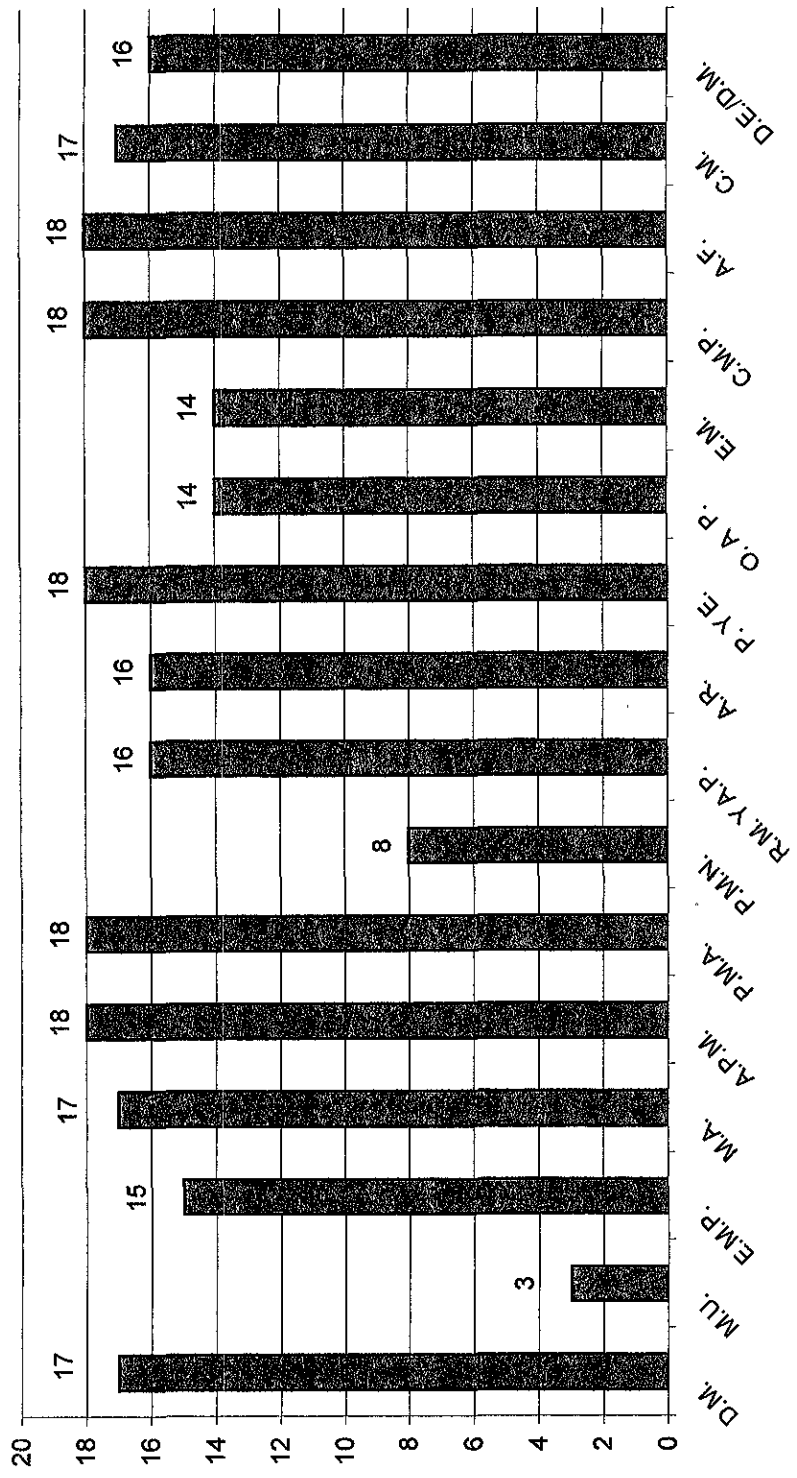 20
18
16
14
12
10
8
6
4
2
0
17
3
15
17
18
18
8
16
16
18
14
14
18
18
17
16
D.M.
M.U.
E.M.P.
M.A.
A.P.M.
P.M.A.
P.M.N.
R.M. Y A.P.
A.R.
P. Y E.
O. A P.
E.M.
C.M.P.
A.F.
C.M.
D.E./D.M.